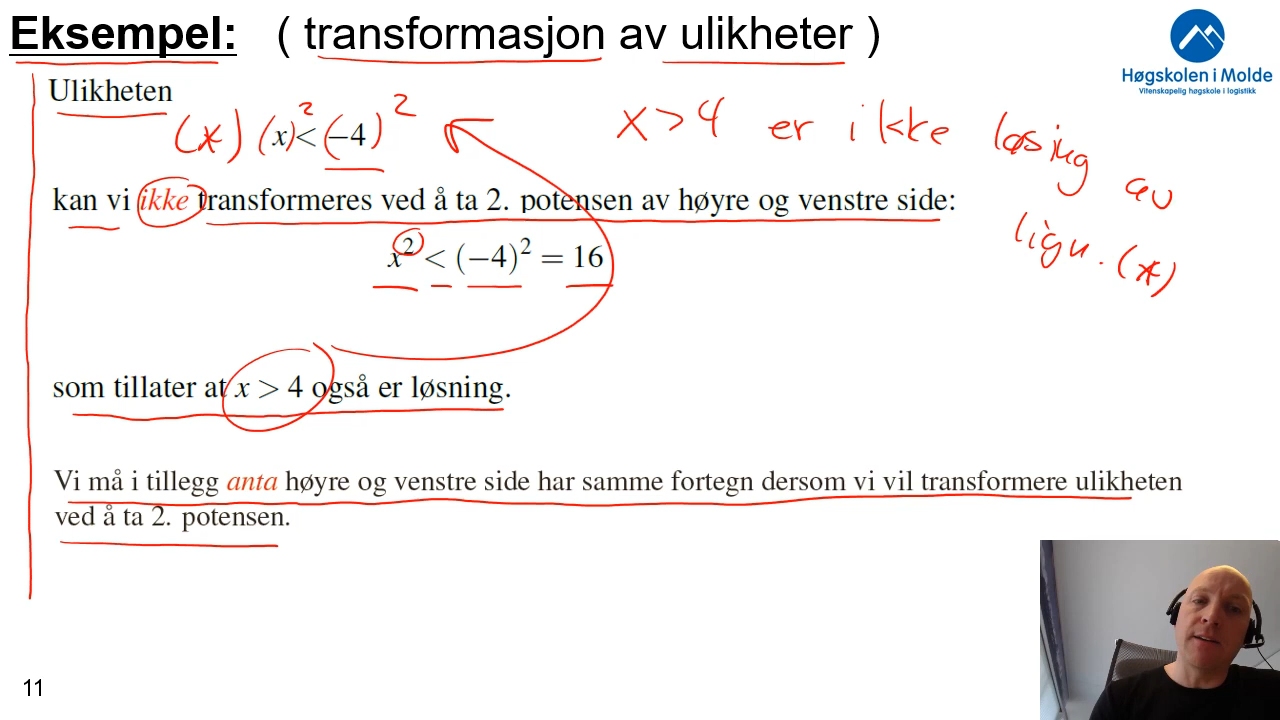 Eksempel: ( transformasjon av ulikheter )
Høgskolen i Molde
Vitenskapelig høgskole i logistikk
Ulikheten
(*) (x)² < (−4)²
x > 4 er ikke løsing av lign. (*)
kan vi ikke transformeres ved å ta 2. potensen av høyre og venstre side:
x² < (−4)² = 16
som tillater at x > 4 også er løsning.
Vi må i tillegg anta høyre og venstre side har samme fortegn dersom vi vil transformere ulikheten
ved å ta 2. potensen.
11